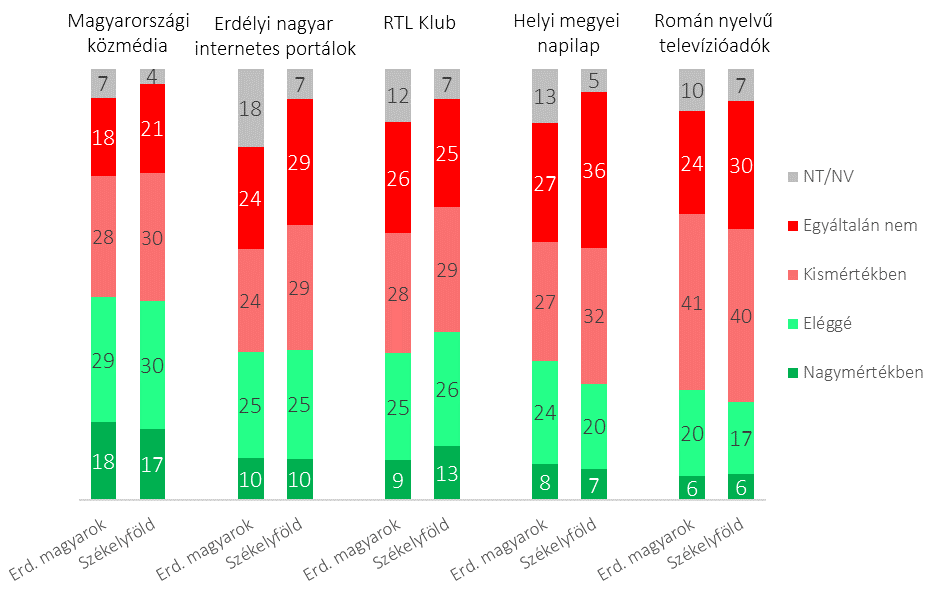 Magyarországi
közmédia
Erdélyi nagyar
internetes portálok
RTL Klub
Helyi megyei
napilap
Román nyelvű
televízióadók
7
18
28
29
18
4
21
30
30
17
18
24
24
25
10
7
29
29
25
10
12
26
28
25
9
7
25
29
26
13
13
27
27
24
8
5
36
32
20
7
10
24
41
20
6
7
30
40
17
6
NT/NV
Egyáltalán nem
Kismértékben
Eléggé
Nagymértékben
Erd. magyarok
Székelyföld
Erd. magyarok
Székelyföld
Erd. magyarok
Székelyföld
Erd. magyarok
Székelyföld
Erd. magyarok
Székelyföld